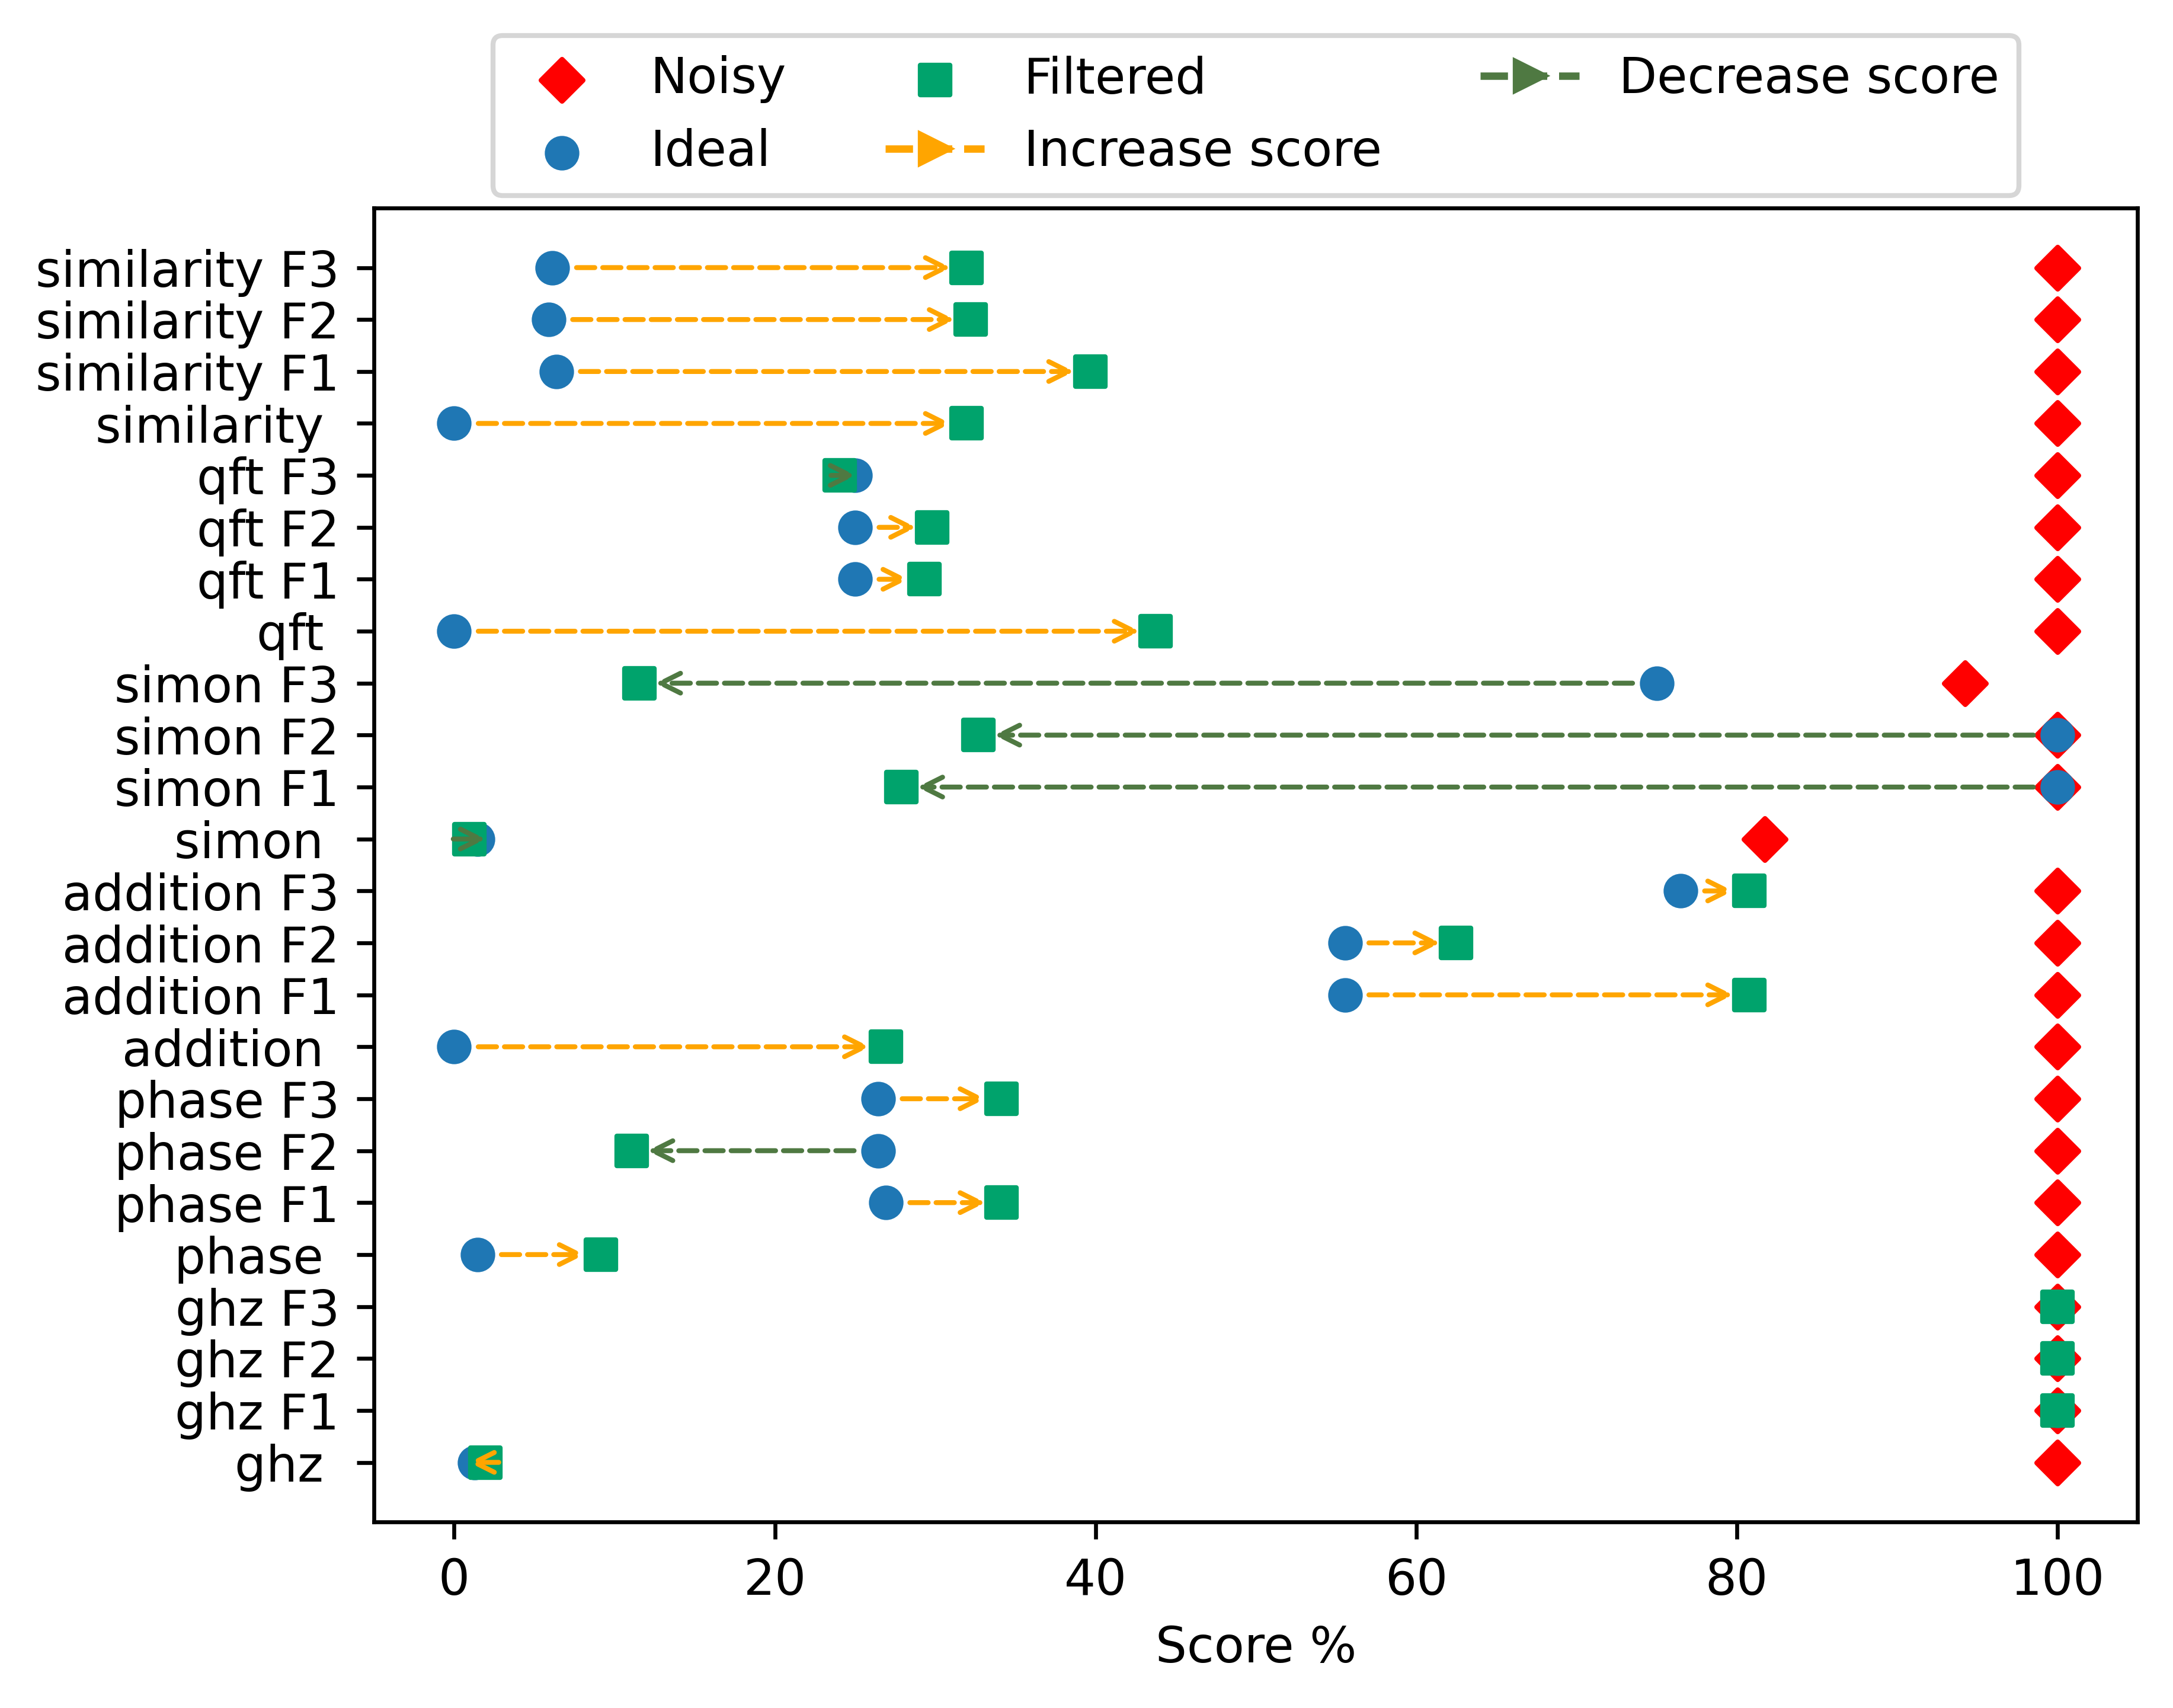 Noisy
Ideal
Filtered
Increase score
Decrease score
similarity F3
similarity F2
similarity F1
similarity
qft F3
qft F2
qft F1
qft
simon F3
simon F2
simon F1
simon
addition F3
addition F2
addition F1
addition
phase F3
phase F2
phase F1
phase
ghz F3
ghz F2
ghz F1
ghz
0 20 40 60 80 100
Score %